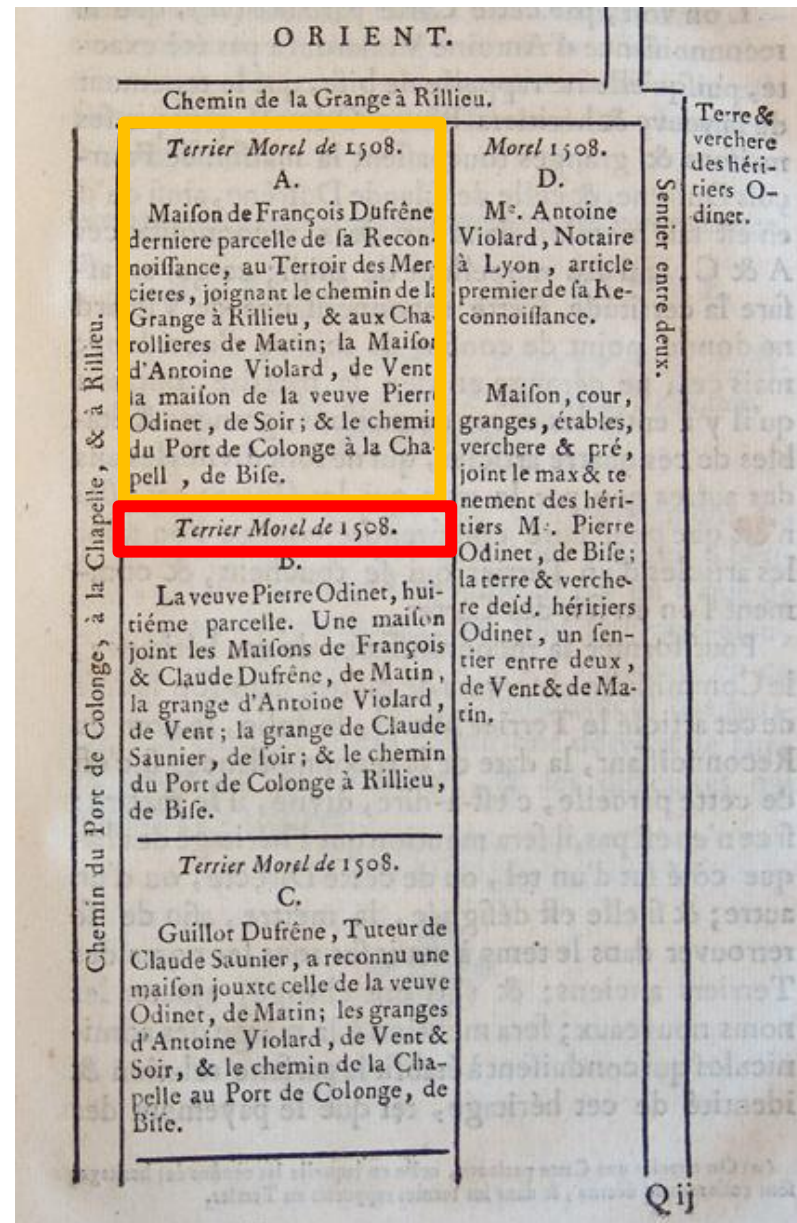 ORIENT.
Chemin de la Grange à Rillieu.
Terrier Morel de 1508.
A.
Maiſon de François Dufrêne
derniere parcelle de ſa Recon-
noiſſance, au Terroir des Mer-
cieres, joignant le chemin de la
Grange à Rillieu, & aux Cha-
rollieres de Matin; la Maiſon
d'Antoine Violard, de Vent
la maiſon de la veuve Pierre
Odinet, de Soir; & le chemin
du Port de Colonge à la Cha-
pell , de Biſe.
Terrier Morel de 1508.
B.
La veuve Pierre Odinet, hui-
tiéme parcelle. Une maiſon
joint les Maiſons de François
& Claude Dufrêne, de Matin,
la grange d'Antoine Violard,
de Vent; la grange de Claude
Saunier, de ſoir; & le chemin
du Port de Colonge à Rillieu,
de Biſe.
Terrier Morel de 1508.
C.
Guillot Dufrêne, Tuteur de
Claude Saunier, a reconnu une
maiſon jouxte celle de la veuve
Odinet, de Matin; les granges
d'Antoine Violard, de Vent &
Soir, & le chemin de la Cha-
pelle au Port de Colonge, de
Biſe.
Morel 1508.
D.
Me. Antoine
Violard, Notaire
à Lyon, article
premier de ſa Re-
connoiſſance.
Maiſon, cour,
granges, étables,
verchere & pré,
joint le max & te
nement des héri-
tiers Me. Pierre
Odinet, de Biſe;
la terre & verche-
re deſd. héritiers
Odinet, un ſen-
tier entre deux,
de Vent & de Ma-
tin.
Terre &
verchere
des héri-
tiers O-
dinet.
Sentier entre deux.
Chemin du Port de Colonge, à la Chapelle, & à Rillieu.
Q ij